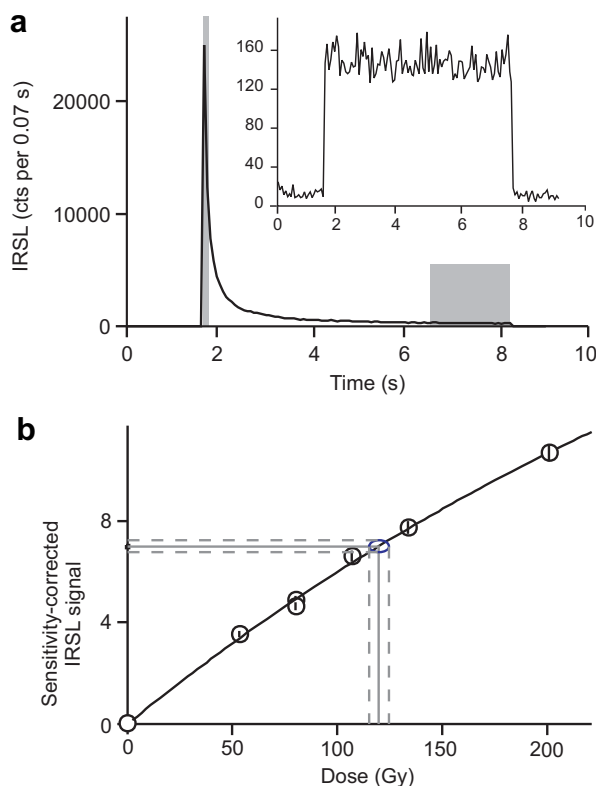 a
IRSL (cts per 0.07 s)
20000
10000
0
0 2 4 6 8 10
Time (s)
160
120
80
40
0
0 2 4 6 8 10
b
Sensitivity-corrected
IRSL signal
8
4
0
0 50 100 150 200
Dose (Gy)